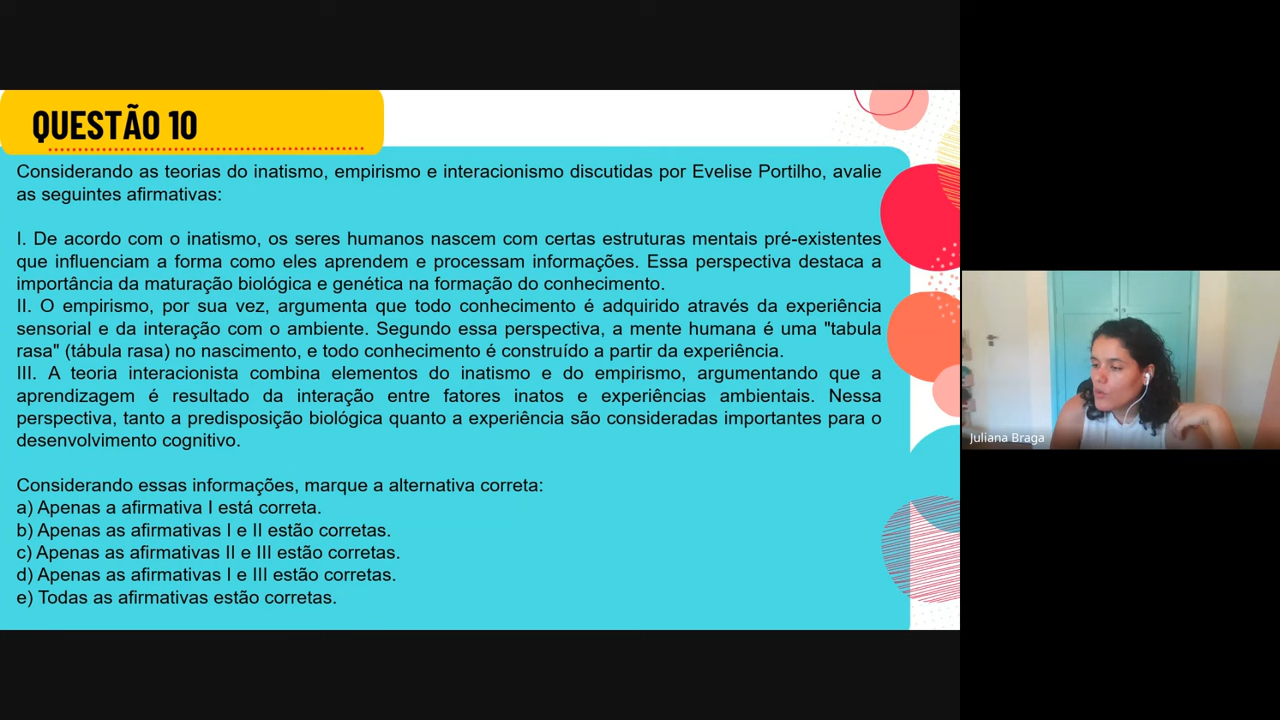 QUESTÃO 10
Considerando as teorias do inatismo, empirismo e interacionismo discutidas por Evelise Portilho, avalie
as seguintes afirmativas:
I. De acordo com o inatismo, os seres humanos nascem com certas estruturas mentais pré-existentes
que influenciam a forma como eles aprendem e processam informações. Essa perspectiva destaca a
importância da maturação biológica e genética na formação do conhecimento.
II. O empirismo, por sua vez, argumenta que todo conhecimento é adquirido através da experiência
sensorial e da interação com o ambiente. Segundo essa perspectiva, a mente humana é uma "tabula
rasa" (tábula rasa) no nascimento, e todo conhecimento é construído a partir da experiência.
III. A teoria interacionista combina elementos do inatismo e do empirismo, argumentando que a
aprendizagem é resultado da interação entre fatores inatos e experiências ambientais. Nessa
perspectiva, tanto a predisposição biológica quanto a experiência são consideradas importantes para o
desenvolvimento cognitivo.
Considerando essas informações, marque a alternativa correta:
a) Apenas a afirmativa I está correta.
b) Apenas as afirmativas I e II estão corretas.
c) Apenas as afirmativas II e III estão corretas.
d) Apenas as afirmativas I e III estão corretas.
e) Todas as afirmativas estão corretas.
Juliana Braga